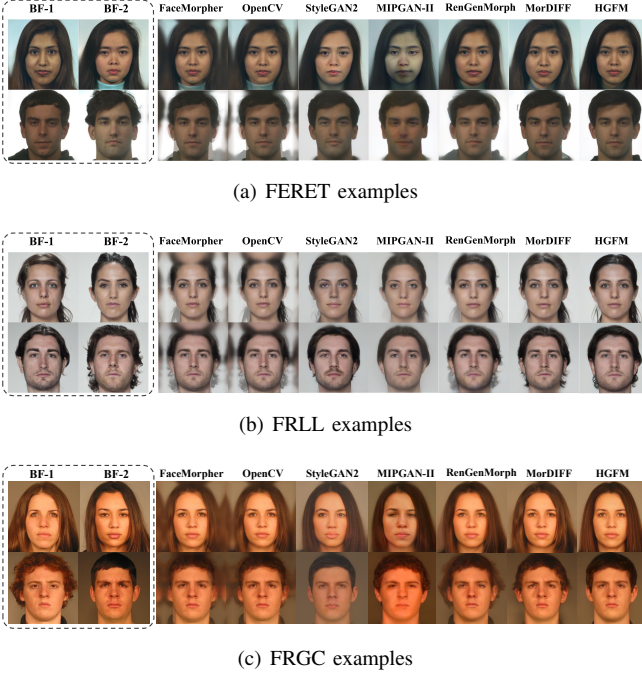 BF-1 BF-2 FaceMorpher OpenCV StyleGAN2 MIPGAN-II RenGenMorph MorDIFF HGFM
(a) FERET examples
BF-1 BF-2 FaceMorpher OpenCV StyleGAN2 MIPGAN-II RenGenMorph MorDIFF HGFM
(b) FRLL examples
BF-1 BF-2 FaceMorpher OpenCV StyleGAN2 MIPGAN-II RenGenMorph MorDIFF HGFM
(c) FRGC examples